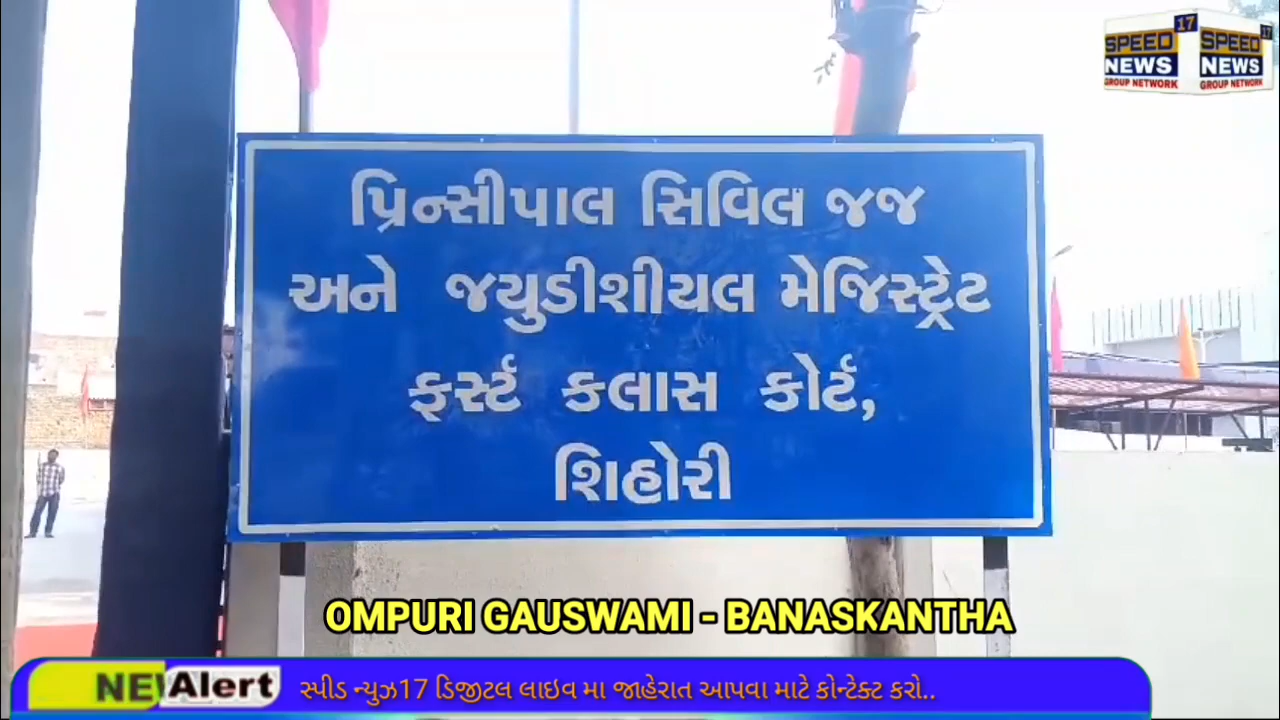 SPEED 17 SPEED 17
NEWS NEWS
GROUP NETWORK GROUP NETWORK
પ્રિન્સીપાલ સિવિલ જજ
અને જયુડીશીયલ મેજિસ્ટ્રેટ
ફર્સ્ટ કલાસ કોર્ટ,
શિહોરી
OMPURI GAUSWAMI - BANASKANTHA
Alert સ્પીડ ન્યુઝ17 ડિજીટલ લાઇવ મા જાહેરાત આપવા માટે કોન્ટેક્ટ કરો..